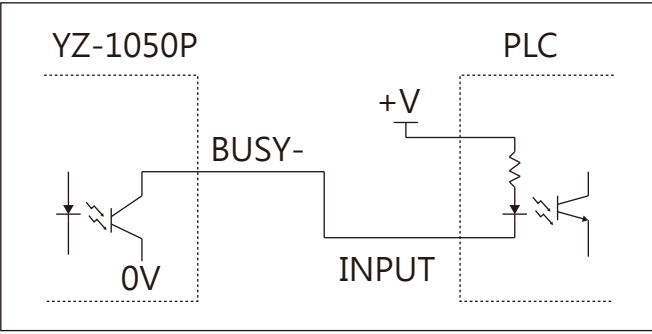 YZ-1050P
PLC
+V
BUSY-
INPUT
0V